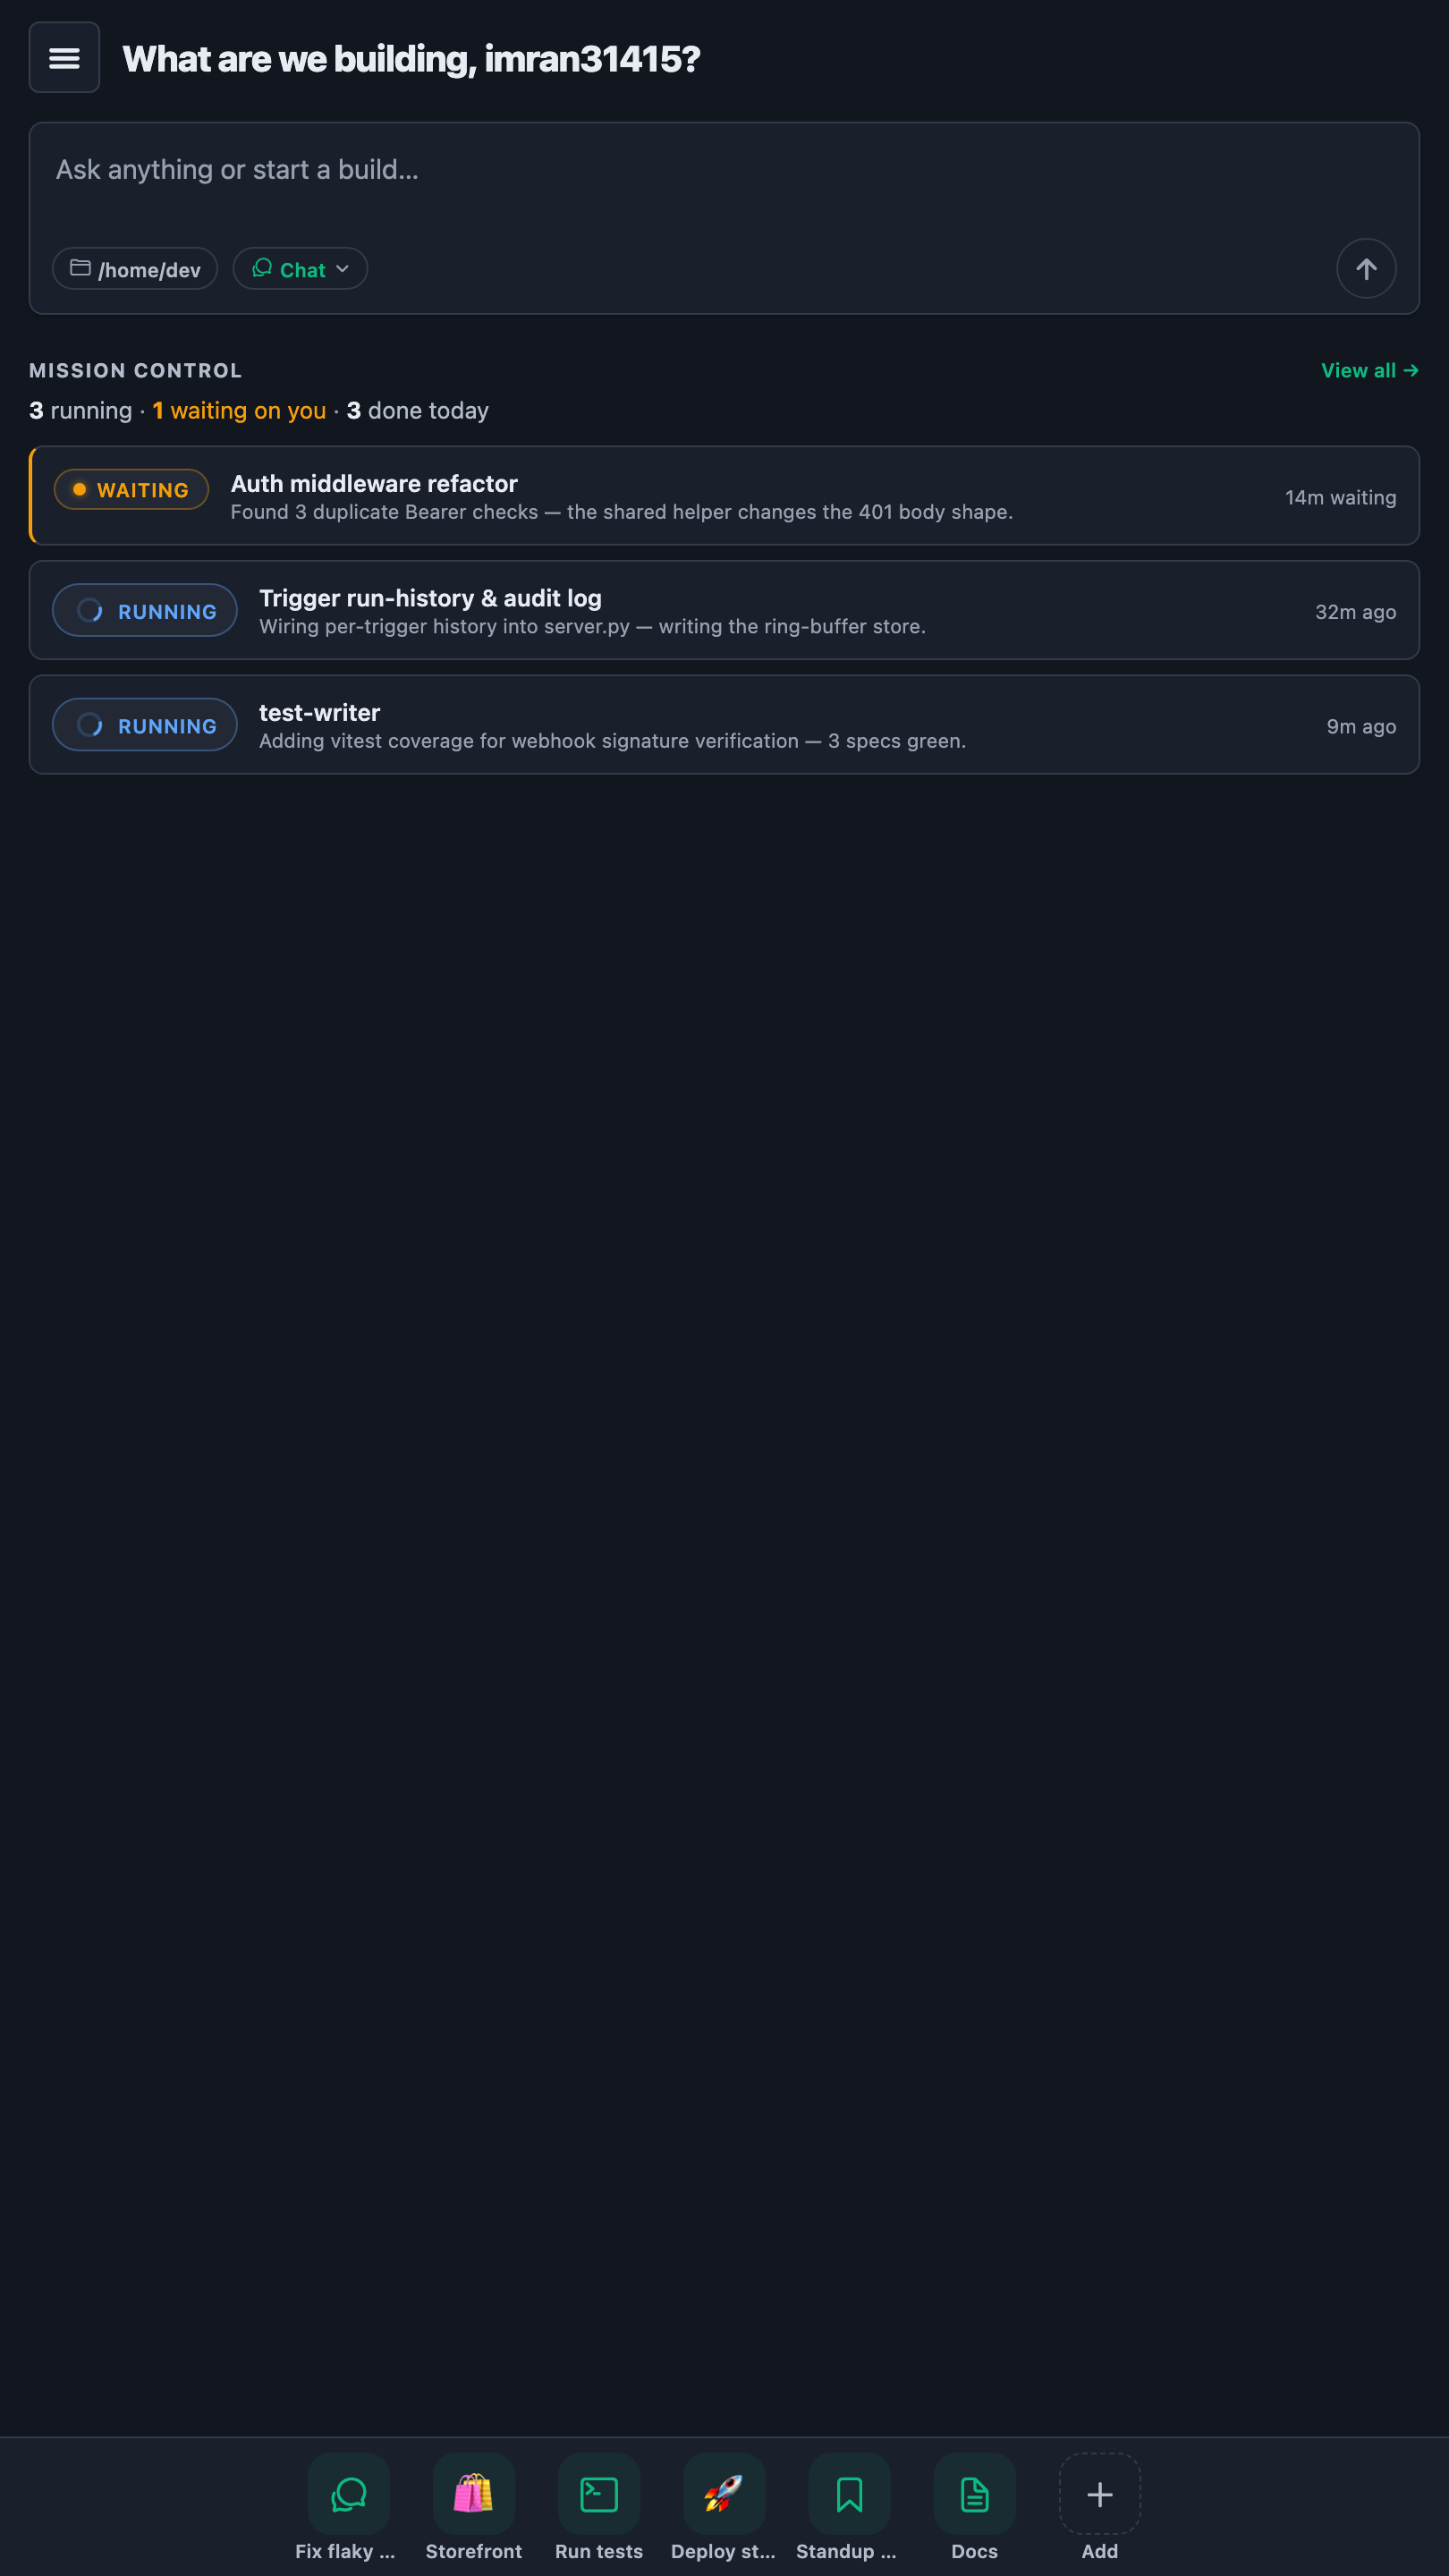 What are we building, imran31415?
Ask anything or start a build...
/home/dev
Chat
MISSION CONTROL
View all →
3 running · 1 waiting on you · 3 done today
WAITING
Auth middleware refactor
Found 3 duplicate Bearer checks — the shared helper changes the 401 body shape.
14m waiting
RUNNING
Trigger run-history & audit log
Wiring per-trigger history into server.py — writing the ring-buffer store.
32m ago
RUNNING
test-writer
Adding vitest coverage for webhook signature verification — 3 specs green.
9m ago
Fix flaky ...
Storefront
Run tests
Deploy st...
Standup ...
Docs
Add